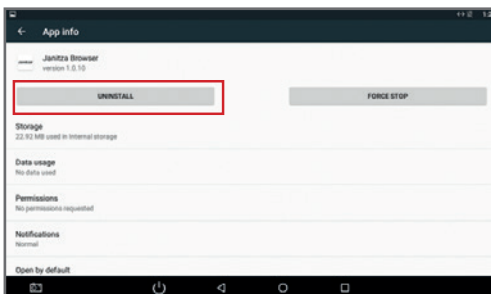 App info
Janitza Browser
version 1.0.10
UNINSTALL
FORCE STOP
Storage
22.92 MB used in Internal storage
Data usage
No data used
Permissions
No permissions requested
Notifications
Normal
Open by default